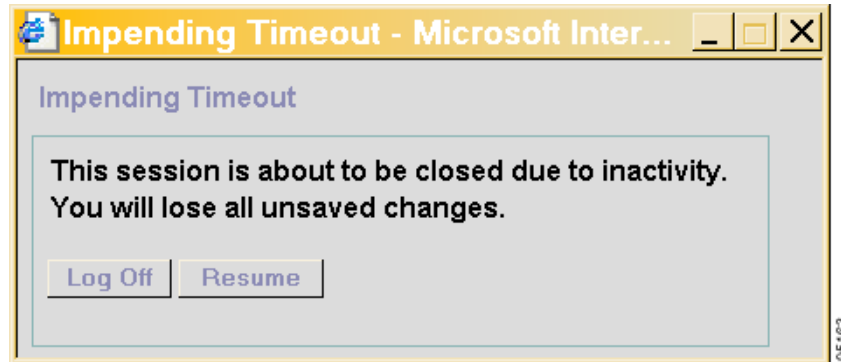 Impending Timeout - Microsoft Inter...
Impending Timeout
This session is about to be closed due to inactivity.
You will lose all unsaved changes.
Log Off Resume